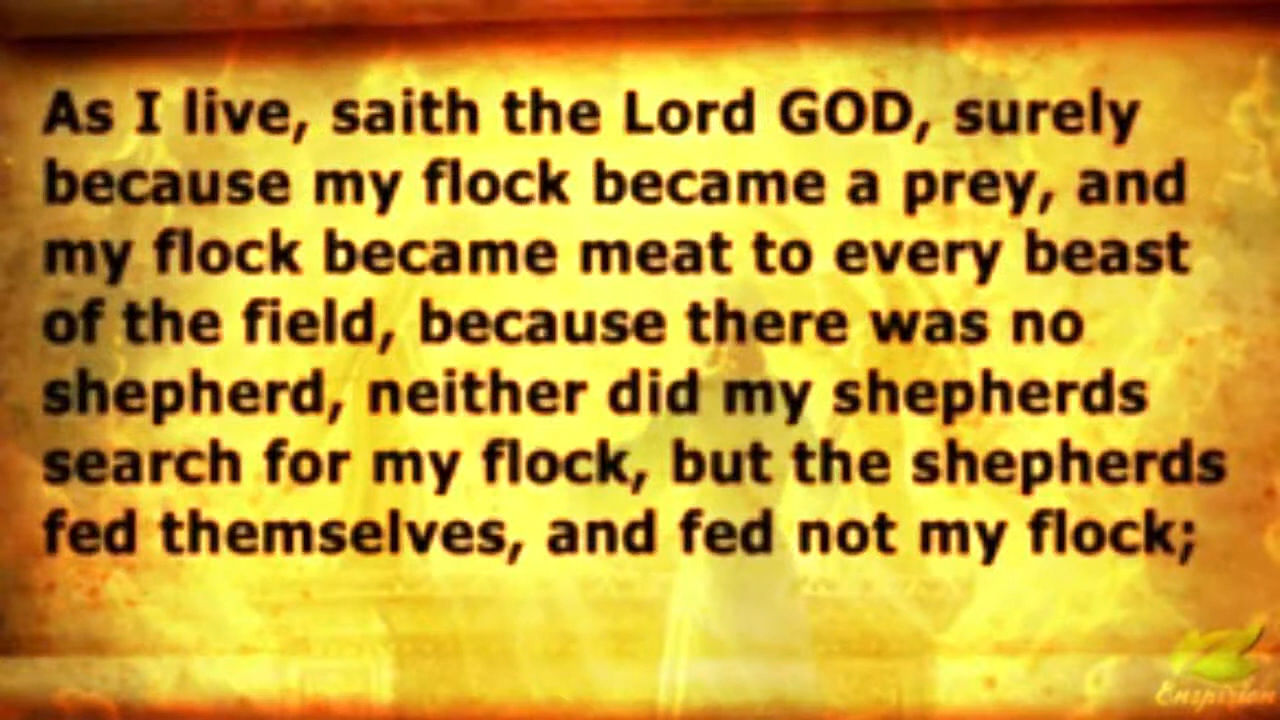 As I live, saith the Lord GOD, surely
because my flock became a prey, and
my flock became meat to every beast
of the field, because there was no
shepherd, neither did my shepherds
search for my flock, but the shepherds
fed themselves, and fed not my flock;